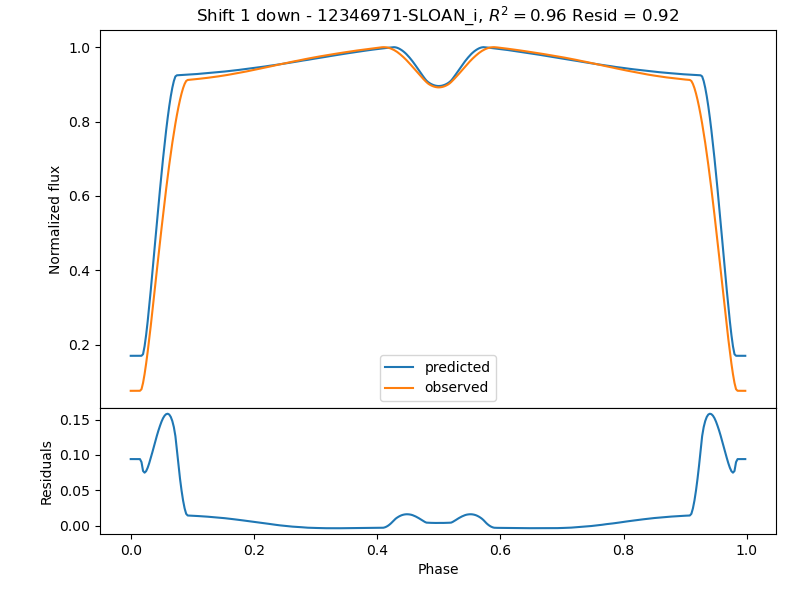 Shift 1 down - 12346971-SLOAN_i, R² = 0.96 Resid = 0.92
1.0
0.8
0.6
0.4
0.2
Normalized flux
predicted
observed
0.15
0.10
0.05
0.00
Residuals
0.0 0.2 0.4 0.6 0.8 1.0
Phase